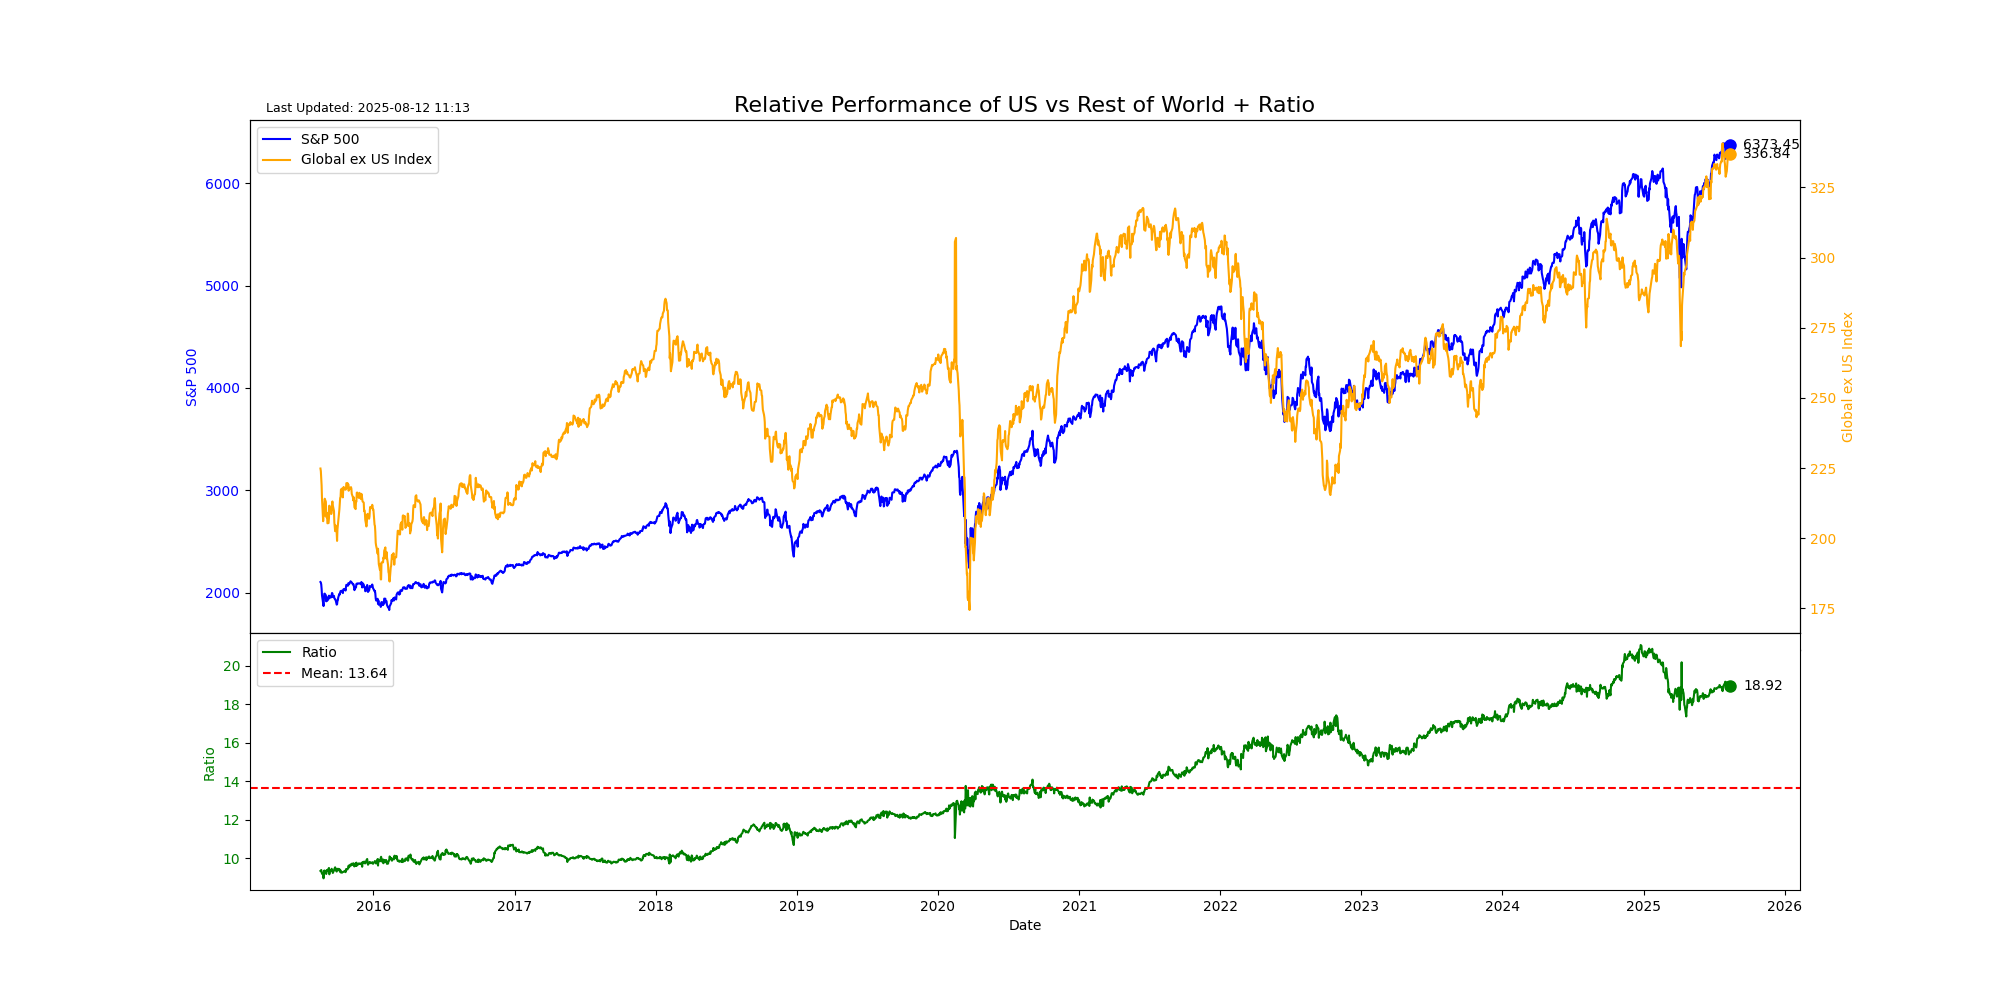 Relative Performance of US vs Rest of World + Ratio
Last Updated: 2025-08-12 11:13
S&P 500
Global ex US Index
6373.45
336.84
6000
5000
4000
3000
2000
S&P 500
325
300
275
250
225
200
175
Global ex US Index
Ratio
Mean: 13.64
18.92
20
18
16
14
12
10
Ratio
2016 2017 2018 2019 2020 2021 2022 2023 2024 2025 2026
Date